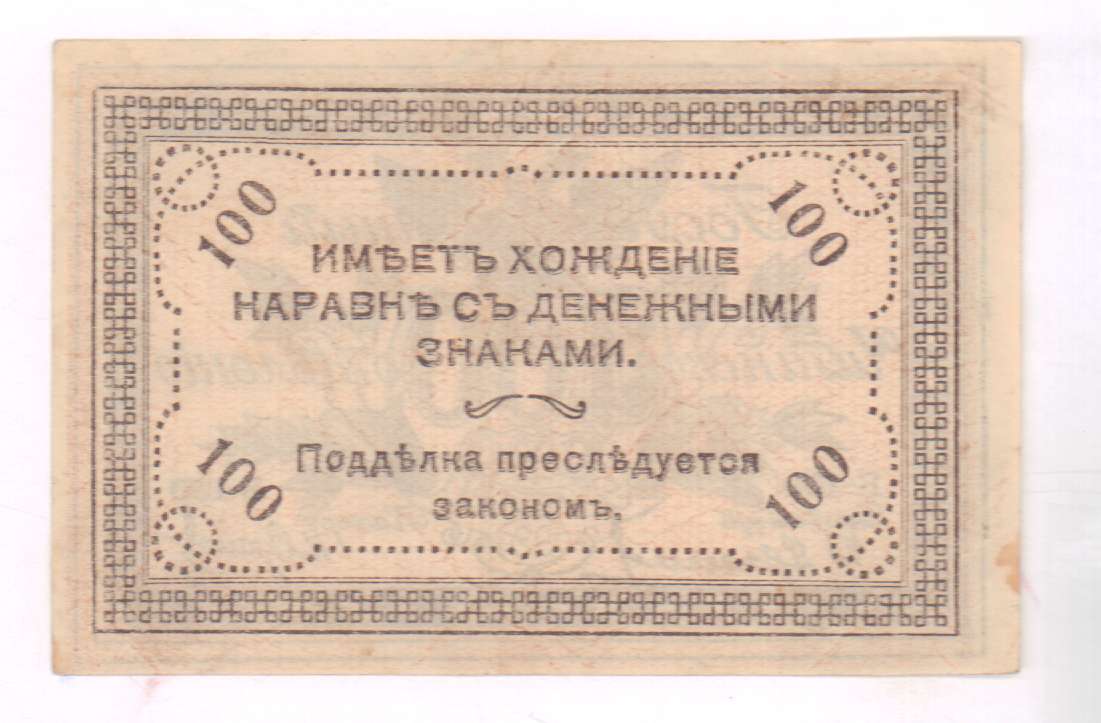 100 100
ИМѢЕТЪ ХОЖДЕНІЕ
НАРАВНѢ СЪ ДЕНЕЖНЫМИ
ЗНАКАМИ.
Поддѣлка преслѣдуется
закономъ.
100 100